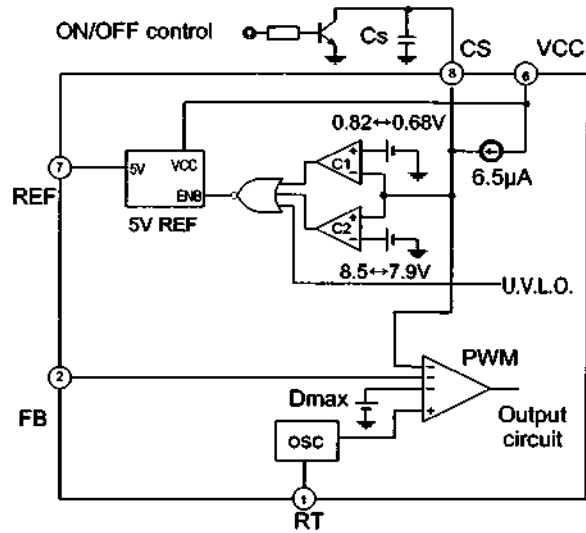 ON/OFF control
Cs
CS
VCC
8
6
0.82↔0.68V
7
5V
VCC
ENB
C1
6.5µA
REF
5V REF
C2
8.5↔7.9V
U.V.L.O.
PWM
2
Dmax
FB
Output
circuit
OSC
1
RT